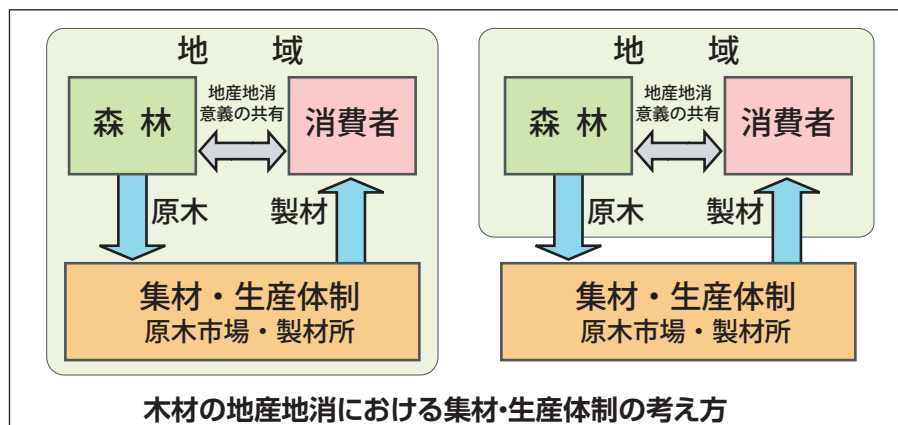 地　域
地産地消
意義の共有
森 林
消費者
原木
製材
集材・生産体制
原木市場・製材所
地　域
地産地消
意義の共有
森 林
消費者
原木
製材
集材・生産体制
原木市場・製材所
木材の地産地消における集材・生産体制の考え方